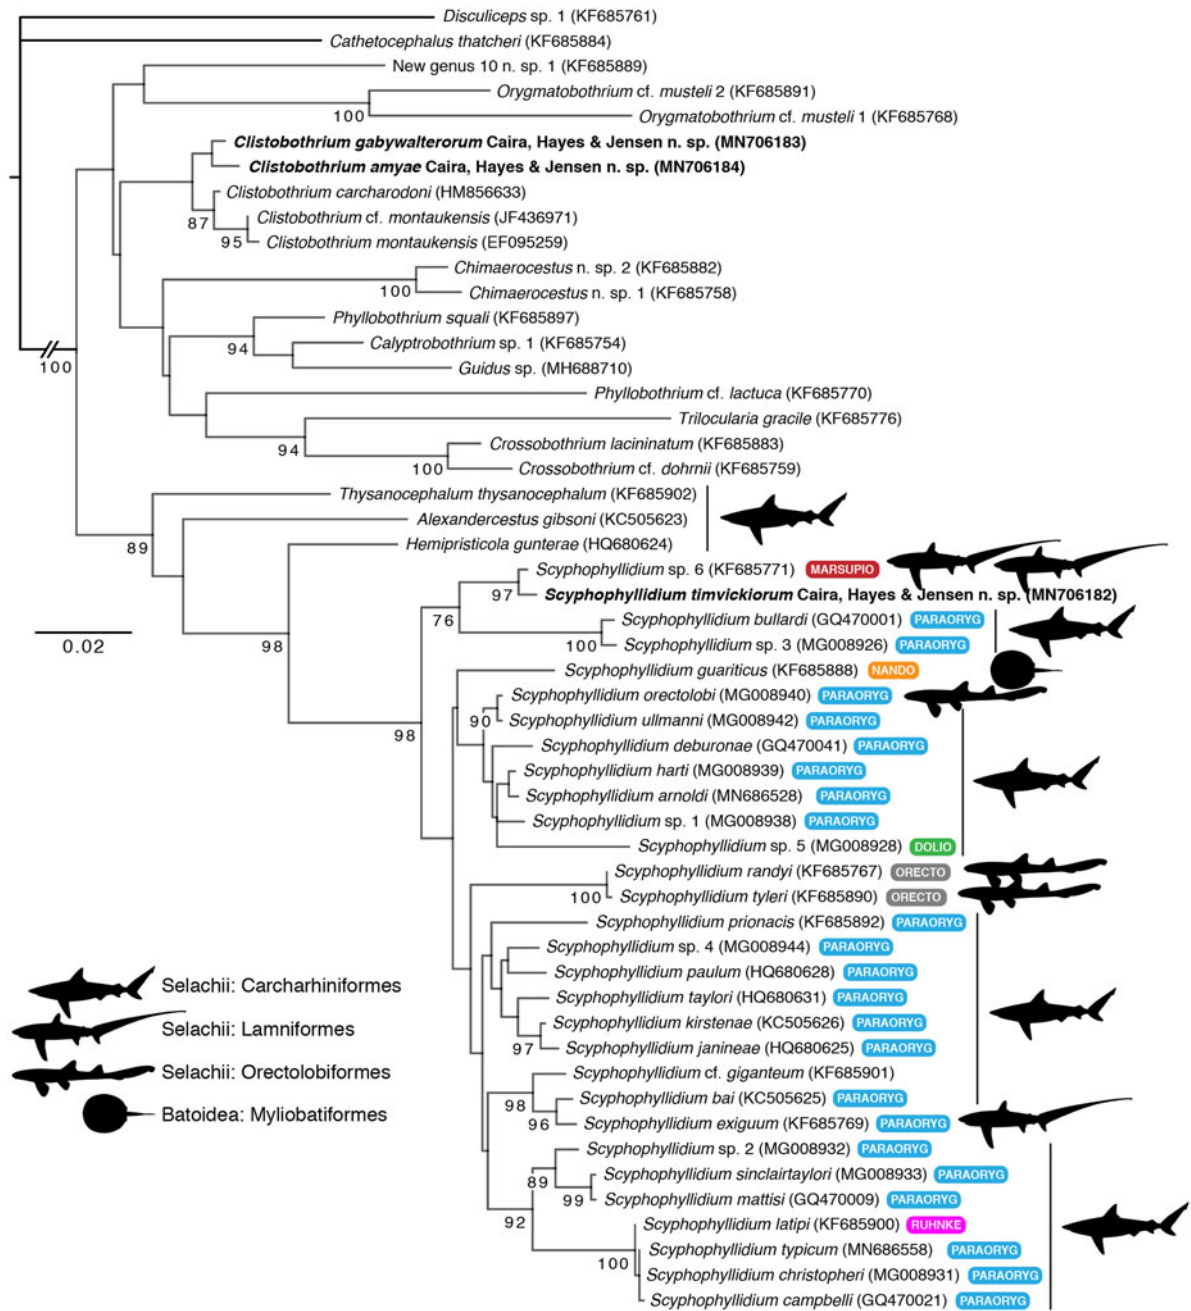 Disculiceps sp. 1 (KF685761)
Cathetocephalus thatcheri (KF685884)
New genus 10 n. sp. 1 (KF685889)
Orygmatobothrium cf. musteli 2 (KF685891)
100
Orygmatobothrium cf. musteli 1 (KF685768)
Clistobothrium gabywalterorum Caira, Hayes & Jensen n. sp. (MN706183)
Clistobothrium amyae Caira, Hayes & Jensen n. sp. (MN706184)
Clistobothrium carcharodoni (HM856633)
87
Clistobothrium cf. montaukensis (JF436971)
95
Clistobothrium montaukensis (EF095259)
Chimaerocestus n. sp. 2 (KF685882)
100
Chimaerocestus n. sp. 1 (KF685758)
Phyllobothrium squali (KF685897)
94
Calyptrobothrium sp. 1 (KF685754)
100
Guidus sp. (MH688710)
Phyllobothrium cf. lactuca (KF685770)
Trilocularia gracile (KF685776)
94
Crossobothrium lacininatum (KF685883)
100
Crossobothrium cf. dohrnii (KF685759)
Thysanocephalum thysanocephalum (KF685902)
Alexandercestus gibsoni (KC505623)
89
Hemipristicola gunterae (HQ680624)
Scyphophyllidium sp. 6 (KF685771) MARSUPIO
97
Scyphophyllidium timvickiorum Caira, Hayes & Jensen n. sp. (MN706182)
76
Scyphophyllidium bullardi (GQ470001) PARAORYG
0.02
98
100
Scyphophyllidium sp. 3 (MG008926) PARAORYG
Scyphophyllidium guariticus (KF685888) NANDO
Scyphophyllidium orectolobi (MG008940) PARAORYG
90
Scyphophyllidium ullmanni (MG008942) PARAORYG
98
Scyphophyllidium deburonae (GQ470041) PARAORYG
Scyphophyllidium harti (MG008939) PARAORYG
Scyphophyllidium arnoldi (MN686528) PARAORYG
Scyphophyllidium sp. 1 (MG008938) PARAORYG
Scyphophyllidium sp. 5 (MG008928) DOLIO
Scyphophyllidium randyi (KF685767) ORECTO
100
Scyphophyllidium tyleri (KF685890) ORECTO
Scyphophyllidium prionacis (KF685892) PARAORYG
Scyphophyllidium sp. 4 (MG008944) PARAORYG
Scyphophyllidium paulum (HQ680628) PARAORYG
Scyphophyllidium taylori (HQ680631) PARAORYG
Scyphophyllidium kirstenae (KC505626) PARAORYG
97
Scyphophyllidium janineae (HQ680625) PARAORYG
Scyphophyllidium cf. giganteum (KF685901)
98
Scyphophyllidium bai (KC505625) PARAORYG
96
Scyphophyllidium exiguum (KF685769) PARAORYG
Scyphophyllidium sp. 2 (MG008932) PARAORYG
89
Scyphophyllidium sinclairtaylori (MG008933) PARAORYG
99
Scyphophyllidium mattisi (GQ470009) PARAORYG
92
Scyphophyllidium latipi (KF685900) RUHNKE
Scyphophyllidium typicum (MN686558) PARAORYG
100
Scyphophyllidium christopheri (MG008931) PARAORYG
Scyphophyllidium campbelli (GQ470021) PARAORYG
Selachii: Carcharhiniformes
Selachii: Lamniformes
Selachii: Orectolobiformes
Batoidea: Myliobatiformes